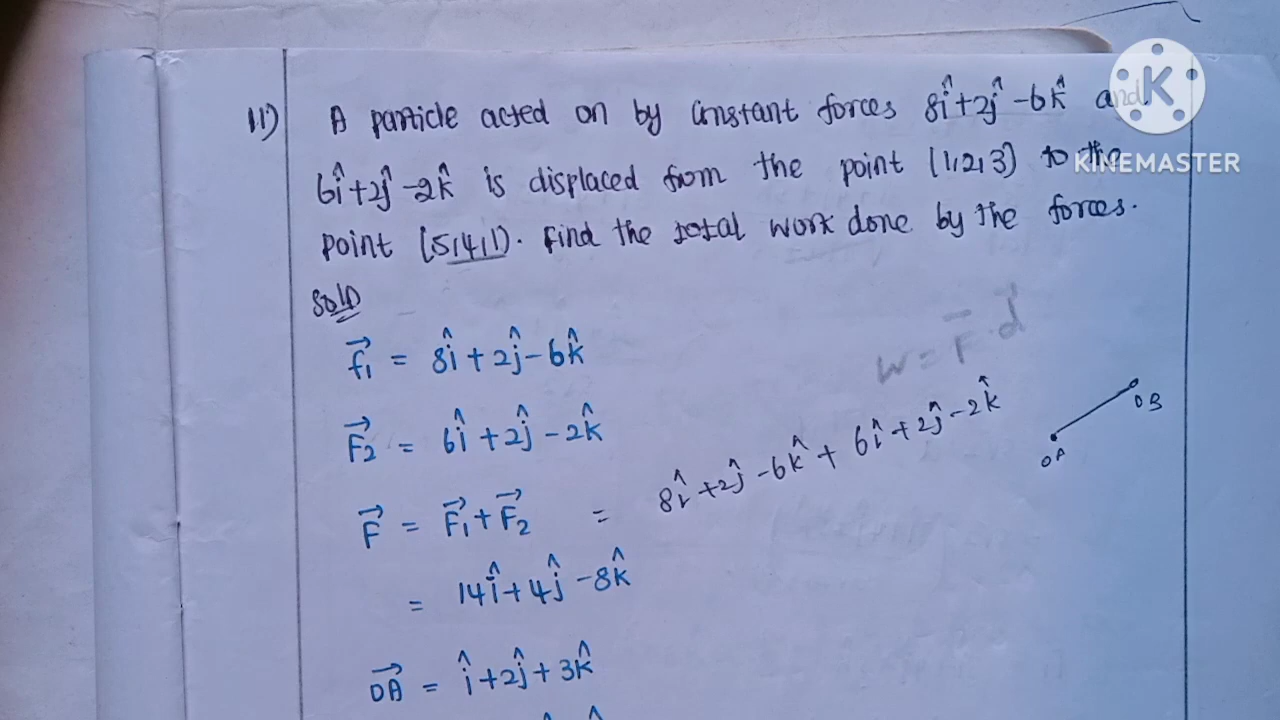 11) A particle acted on by constant forces 8î+2ĵ-6k̂ and
6î+2ĵ-2k̂ is displaced from the point (1,2,3) to the
point (5,4,1). Find the total work done by the forces.
Soln
f⃗₁ = 8î+2ĵ-6k̂
W = F⃗.d⃗
F⃗₂ = 6î+2ĵ-2k̂
OB
OA
F⃗ = F⃗₁+F⃗₂ = 8î+2ĵ-6k̂+6î+2ĵ-2k̂
= 14î+4ĵ-8k̂
OA⃗ = î+2ĵ+3k̂
K
KINEMASTER